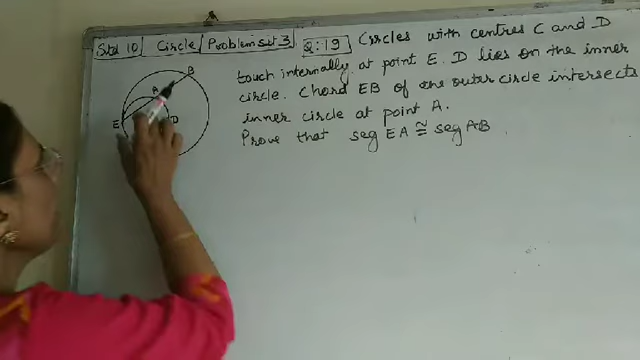 Std 10 Circle Problem set 3 Q:19 Circles with centres C and D
touch internally at point E. D lies on the inner
circle. Chord EB of the outer circle intersects
inner circle at point A.
Prove that seg EA ≅ seg AB
B
A
E
D